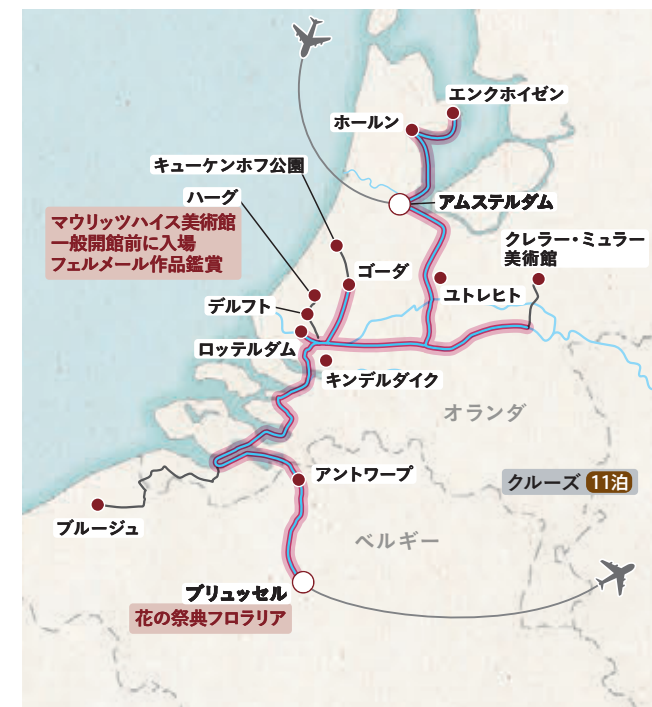 エンクホイゼン
ホールン
キューケンホフ公園
ハーグ
アムステルダム
マウリッツハイス美術館
一般開館前に入場
フェルメール作品鑑賞
クレラー・ミュラー
美術館
ゴーダ
ユトレヒト
デルフト
ロッテルダム
キンデルダイク
オランダ
アントワープ
クルーズ 11泊
ブルージュ
ベルギー
ブリュッセル
花の祭典フロラリア